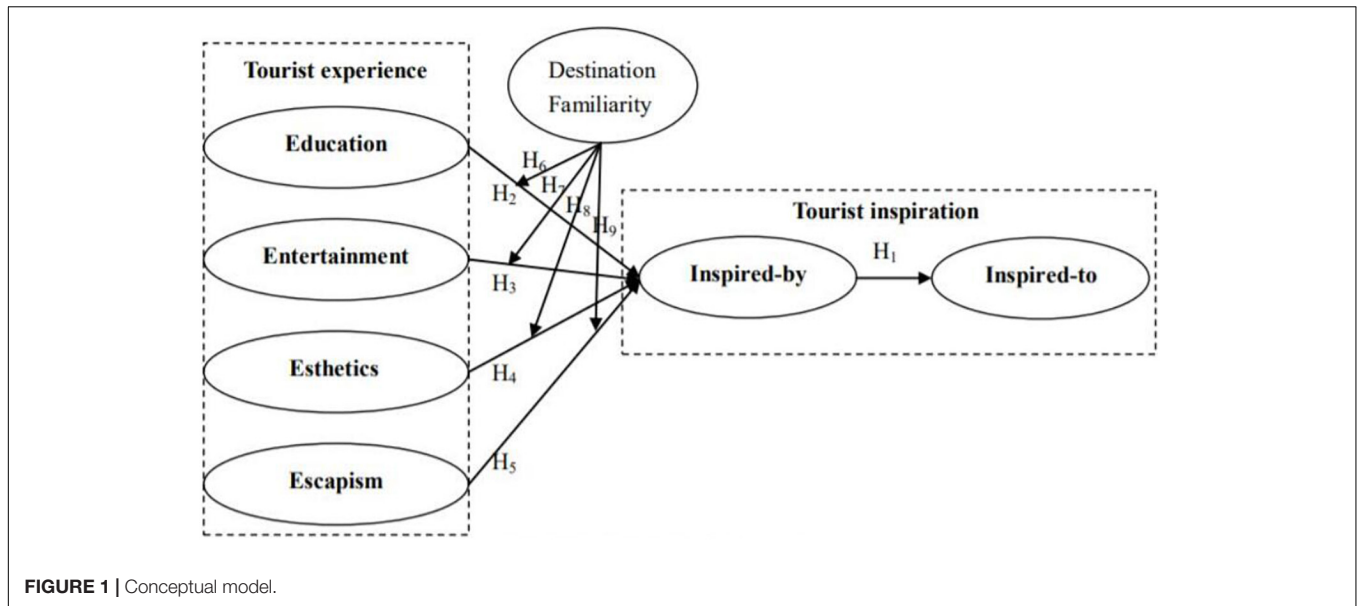 Tourist experience
Destination
Familiarity
Education
H₆
H₇
H₂
H₈
H₉
Tourist inspiration
Entertainment
H₃
Inspired-by
H₁
Inspired-to
Esthetics
H₄
Escapism
H₅
FIGURE 1 | Conceptual model.